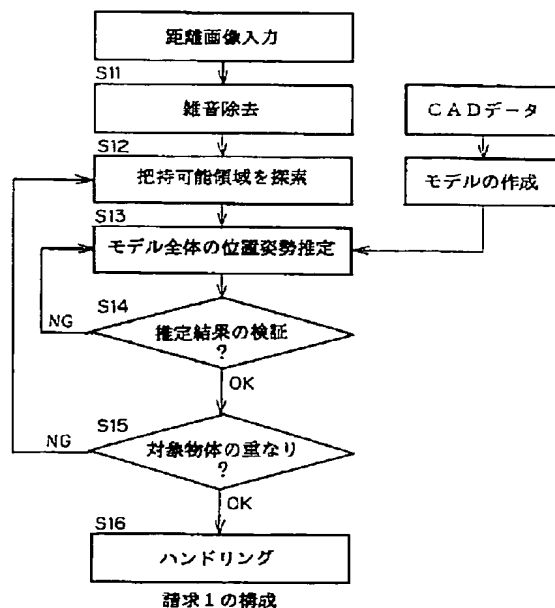 距離画像入力
S11
雑音除去
CADデータ
S12
把持可能領域を探索
モデルの作成
S13
モデル全体の位置姿勢推定
S14
NG
推定結果の検証
?
OK
S15
NG
対象物体の重なり
?
OK
S16
ハンドリング
請求1の構成